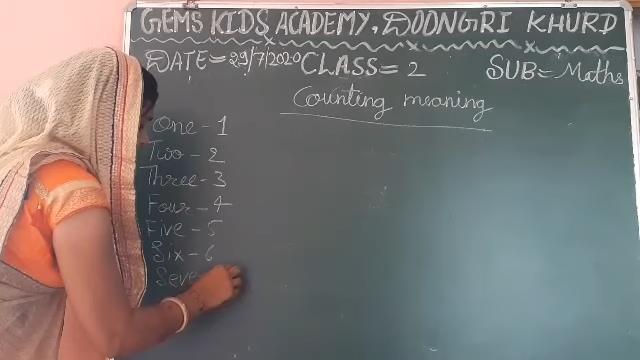 GEMS KIDS ACADEMY, DOONGRI KHURD
DATE = 29/7/2020 CLASS = 2 SUB = Maths
Counting meaning
One - 1
Two - 2
Three - 3
Four - 4
Five - 5
Six - 6
Seve